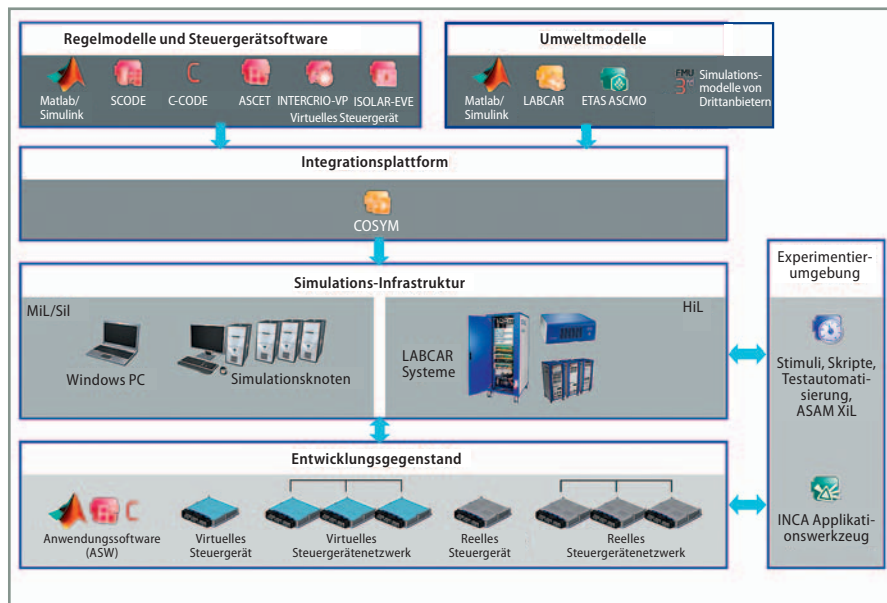 Regelmodelle und Steuergerätsoftware
Matlab/
Simulink
SCODE
C
C-CODE
ASCET
INTERCRIO-VP
ISOLAR-EVE
Virtuelles Steuergerät
Umweltmodelle
Matlab/
Simulink
LABCAR
ETAS ASCMO
FMU
Simulations-
modelle von
Drittanbietern
Integrationsplattform
COSYM
Simulations-Infrastruktur
MiL/Sil
Windows PC
Simulationsknoten
HiL
LABCAR
Systeme
Experimentier-
umgebung
Stimuli, Skripte,
Testautomati-
sierung,
ASAM XiL
INCA Applikati-
onswerkzeug
Entwicklungsgegenstand
C
Anwendungssoftware
(ASW)
Virtuelles
Steuergerät
Virtuelles
Steuergerätenetzwerk
Reelles
Steuergerät
Reelles
Steuergerätenetzwerk